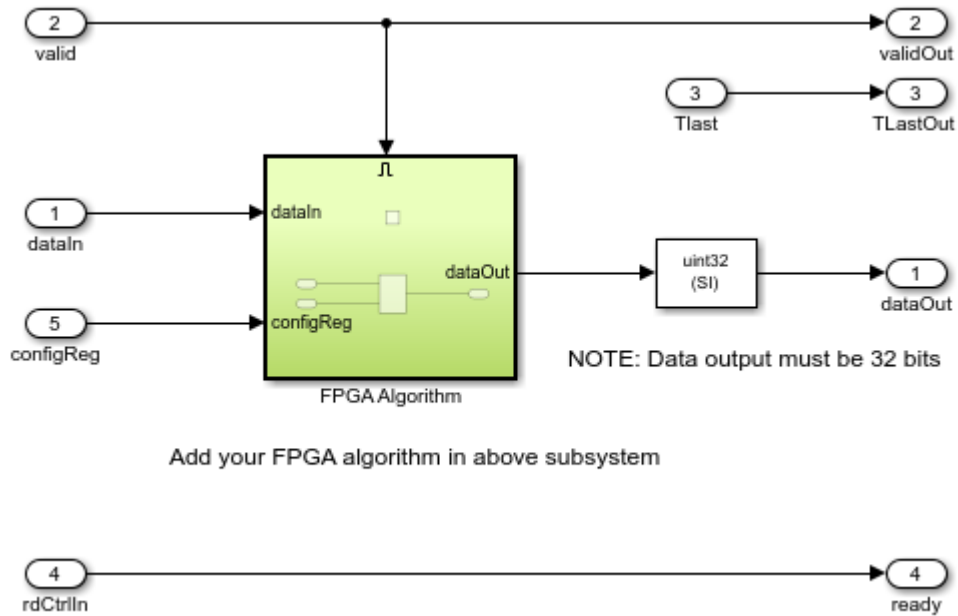 2
valid
2
validOut
3
Tlast
3
TLastOut
1
dataIn
dataIn
dataOut
uint32
(SI)
1
dataOut
5
configReg
configReg
NOTE: Data output must be 32 bits
FPGA Algorithm
Add your FPGA algorithm in above subsystem
4
rdCtrlIn
4
ready